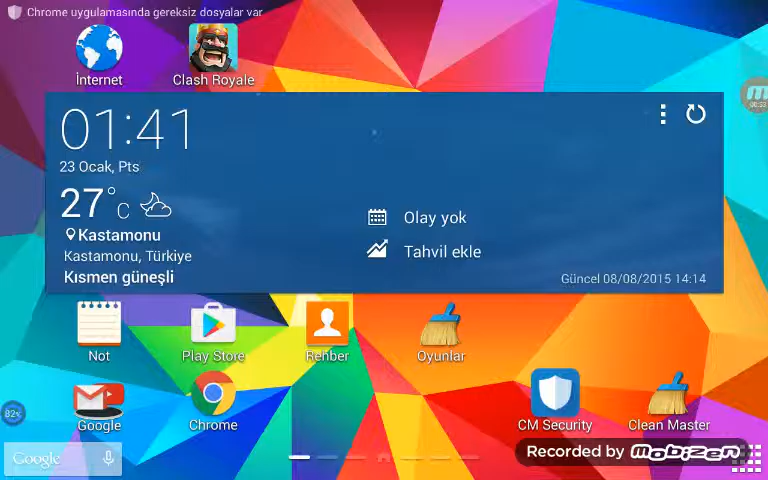 Chrome uygulamasında gereksiz dosyalar var
İnternet
Clash Royale
01:41
23 Ocak, Pts
27°C
Kastamonu
Kastamonu, Türkiye
Kısmen güneşli
Olay yok
Tahvil ekle
Güncel 08/08/2015 14:14
00:53
Not
Play Store
Rehber
Oyunlar
Google
Chrome
CM Security
Clean Master
82°C
Google
Recorded by mobizen